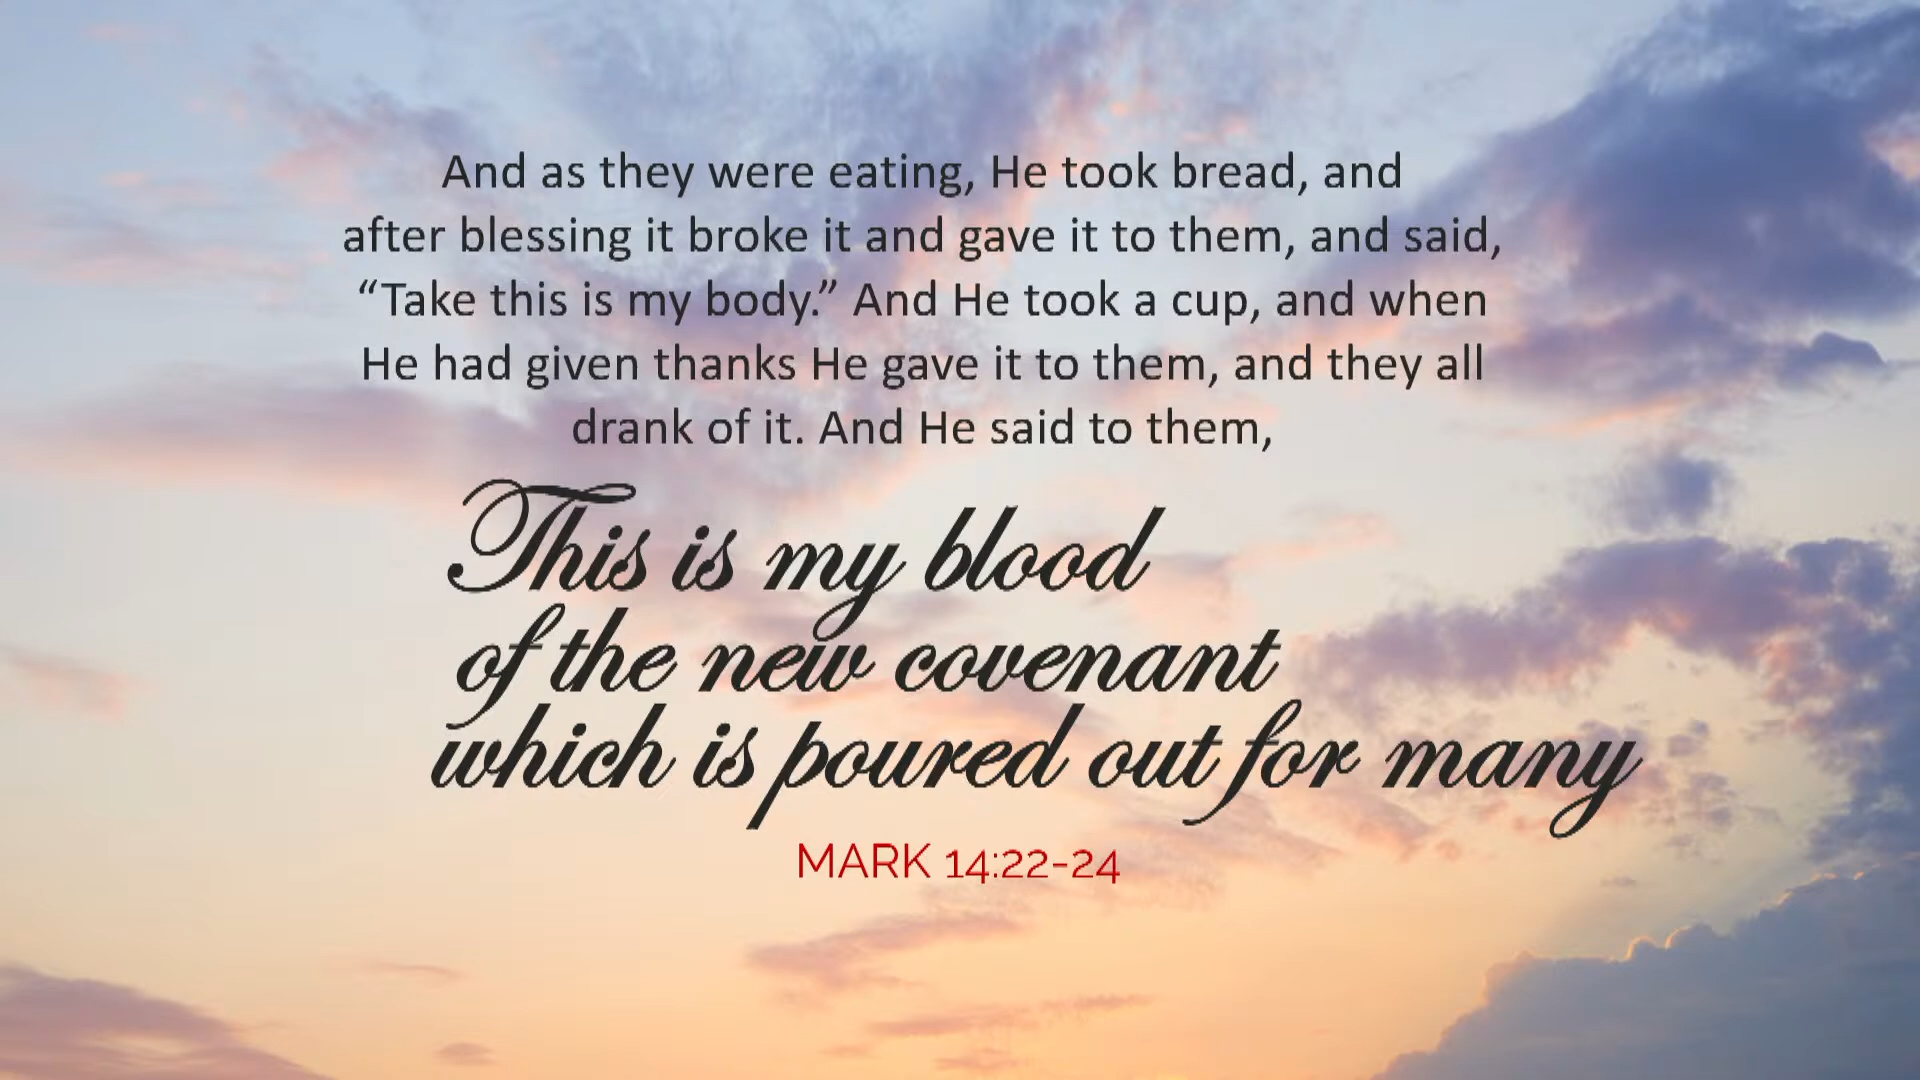 And as they were eating, He took bread, and
after blessing it broke it and gave it to them, and said,
“Take this is my body.” And He took a cup, and when
He had given thanks He gave it to them, and they all
drank of it. And He said to them,
This is my blood
of the new covenant
which is poured out for many
MARK 14:22-24